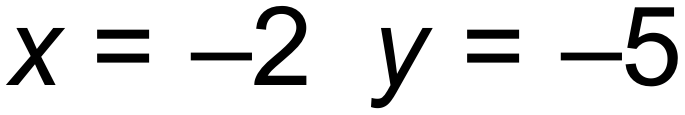 x = –2 y = –5